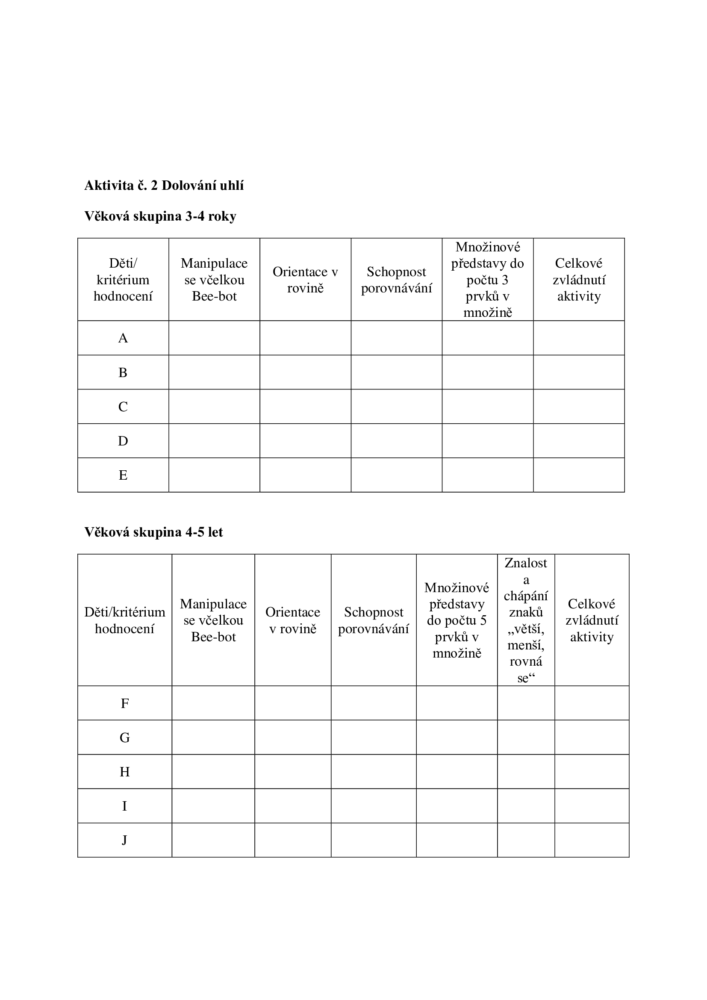 Aktivita č. 2 Dolování uhlí
Věková skupina 3-4 roky
Děti/
kritérium
hodnocení
Manipulace
se včelkou
Bee-bot
Orientace v
rovině
Schopnost
porovnávání
Množinové
představy do
počtu 3
prvků v
množině
Celkové
zvládnutí
aktivity
A
B
C
D
E
Věková skupina 4-5 let
Děti/kritérium
hodnocení
Manipulace
se včelkou
Bee-bot
Orientace
v rovině
Schopnost
porovnávání
Množinové
představy
do počtu 5
prvků v
množině
Znalost
a
chápání
znaků
„větší,
menší,
rovná
se“
Celkové
zvládnutí
aktivity
F
G
H
I
J